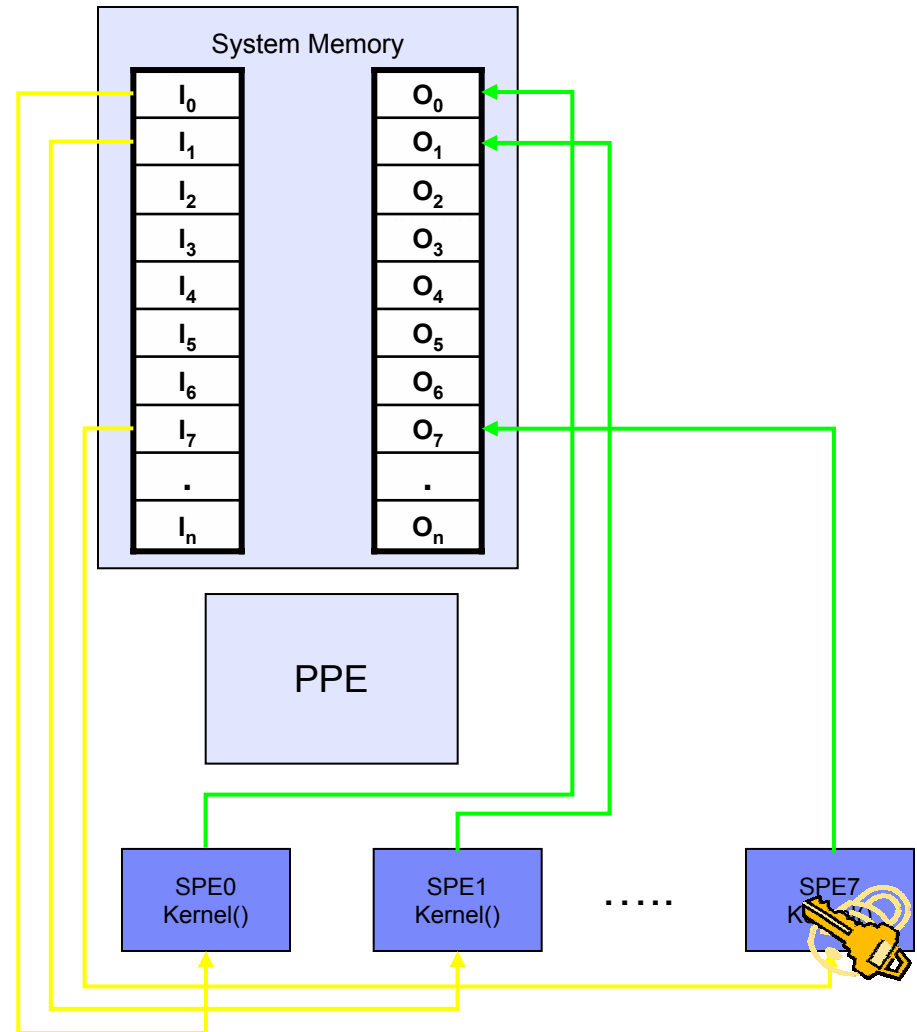 System Memory
I0 O0
I1 O1
I2 O2
I3 O3
I4 O4
I5 O5
I6 O6
I7 O7
. .
In On
PPE
SPE0 SPE1 ..... SPE7
Kernel() Kernel()